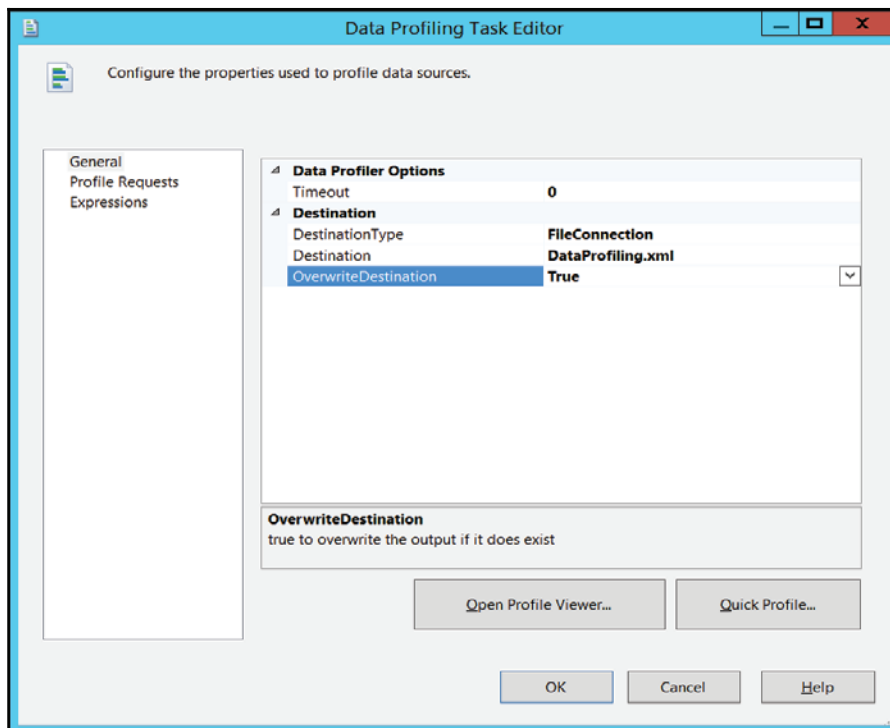 Data Profiling Task Editor
Configure the properties used to profile data sources.
General
Profile Requests
Expressions
Data Profiler Options
Timeout 0
Destination
DestinationType FileConnection
Destination DataProfiling.xml
OverwriteDestination True
OverwriteDestination
true to overwrite the output if it does exist
Open Profile Viewer... Quick Profile...
OK Cancel Help